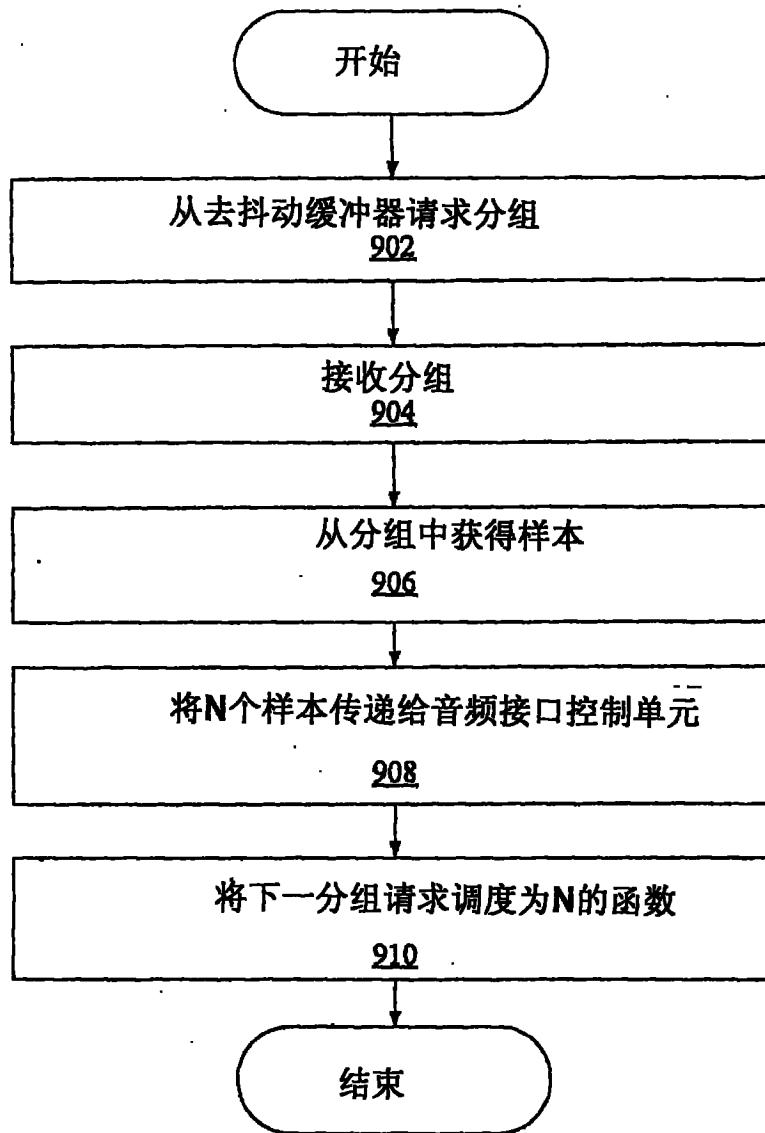 开始
从去抖动缓冲器请求分组
902
接收分组
904
从分组中获得样本
906
将N个样本传递给音频接口控制单元
908
将下一分组请求调度为N的函数
910
结束